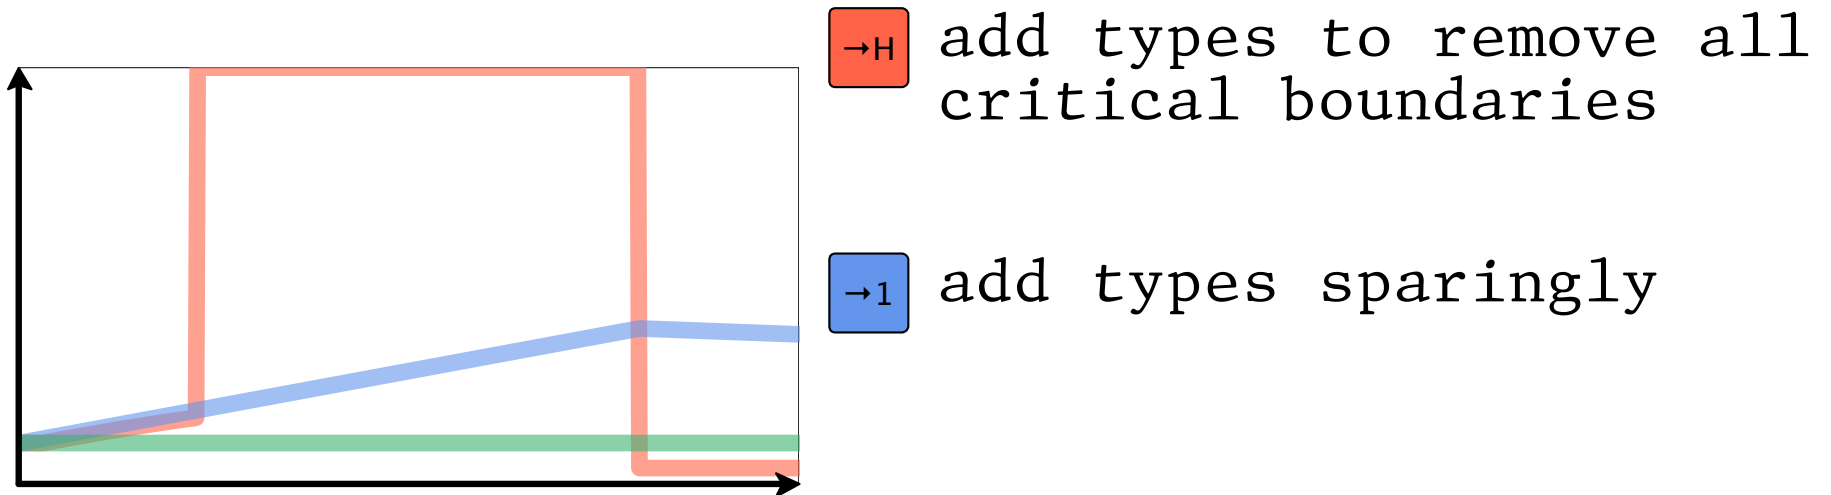 →H
add types to remove all
critical boundaries
→1
add types sparingly